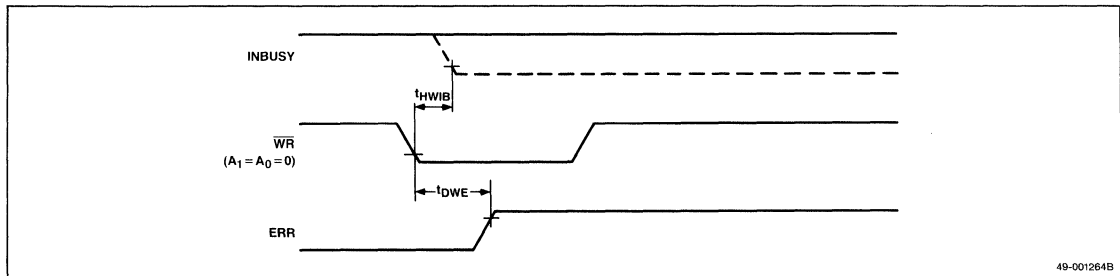 INBUSY
tHWIB
WR
(A1 = A0 = 0)
tDWE
ERR
49-001264B